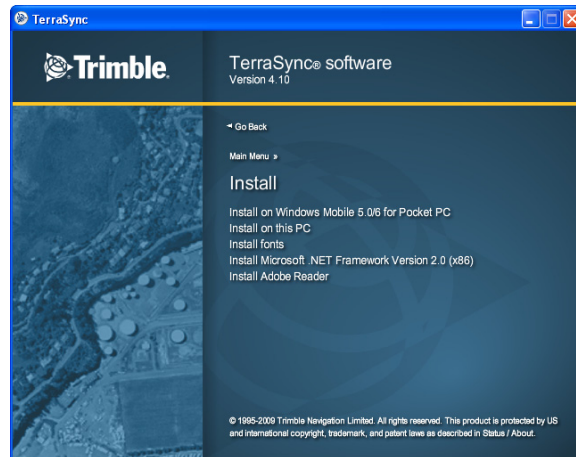 TerraSync
Trimble.
TerraSync® software
Version 4.10
Go Back
Main Menu »
Install
Install on Windows Mobile 5.0/6 for Pocket PC
Install on this PC
Install fonts
Install Microsoft .NET Framework Version 2.0 (x86)
Install Adobe Reader
© 1995-2009 Trimble Navigation Limited. All rights reserved. This product is protected by US
and international copyright, trademark, and patent laws as described in Status / About.